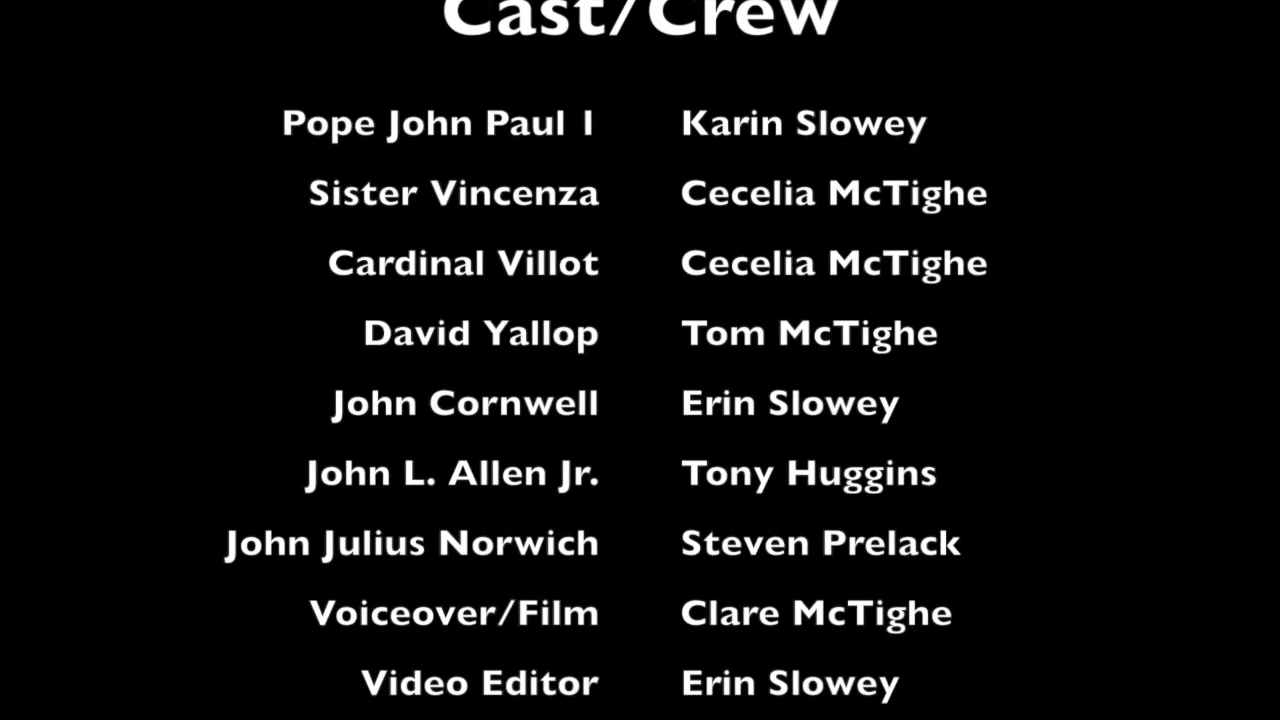 Cast/Crew
Pope John Paul 1 Karin Slowey
Sister Vincenza Cecelia McTighe
Cardinal Villot Cecelia McTighe
David Yallop Tom McTighe
John Cornwell Erin Slowey
John L. Allen Jr. Tony Huggins
John Julius Norwich Steven Prelack
Voiceover/Film Clare McTighe
Video Editor Erin Slowey